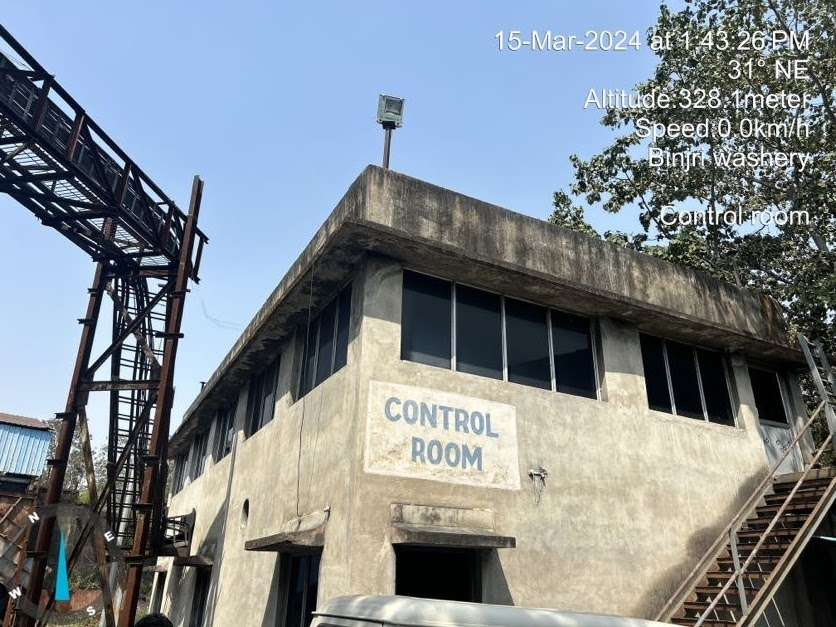 15-Mar-2024 at 1:43:26 PM
31° NE
Altitude:328.1meter
Speed:0.0km/h
Binjri washery
Control room
CONTROL
ROOM
N
E
W
S